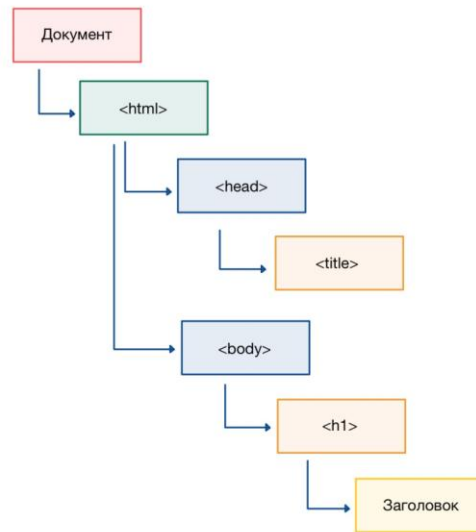 Документ
<html>
<head>
<title>
<body>
<h1>
Заголовок